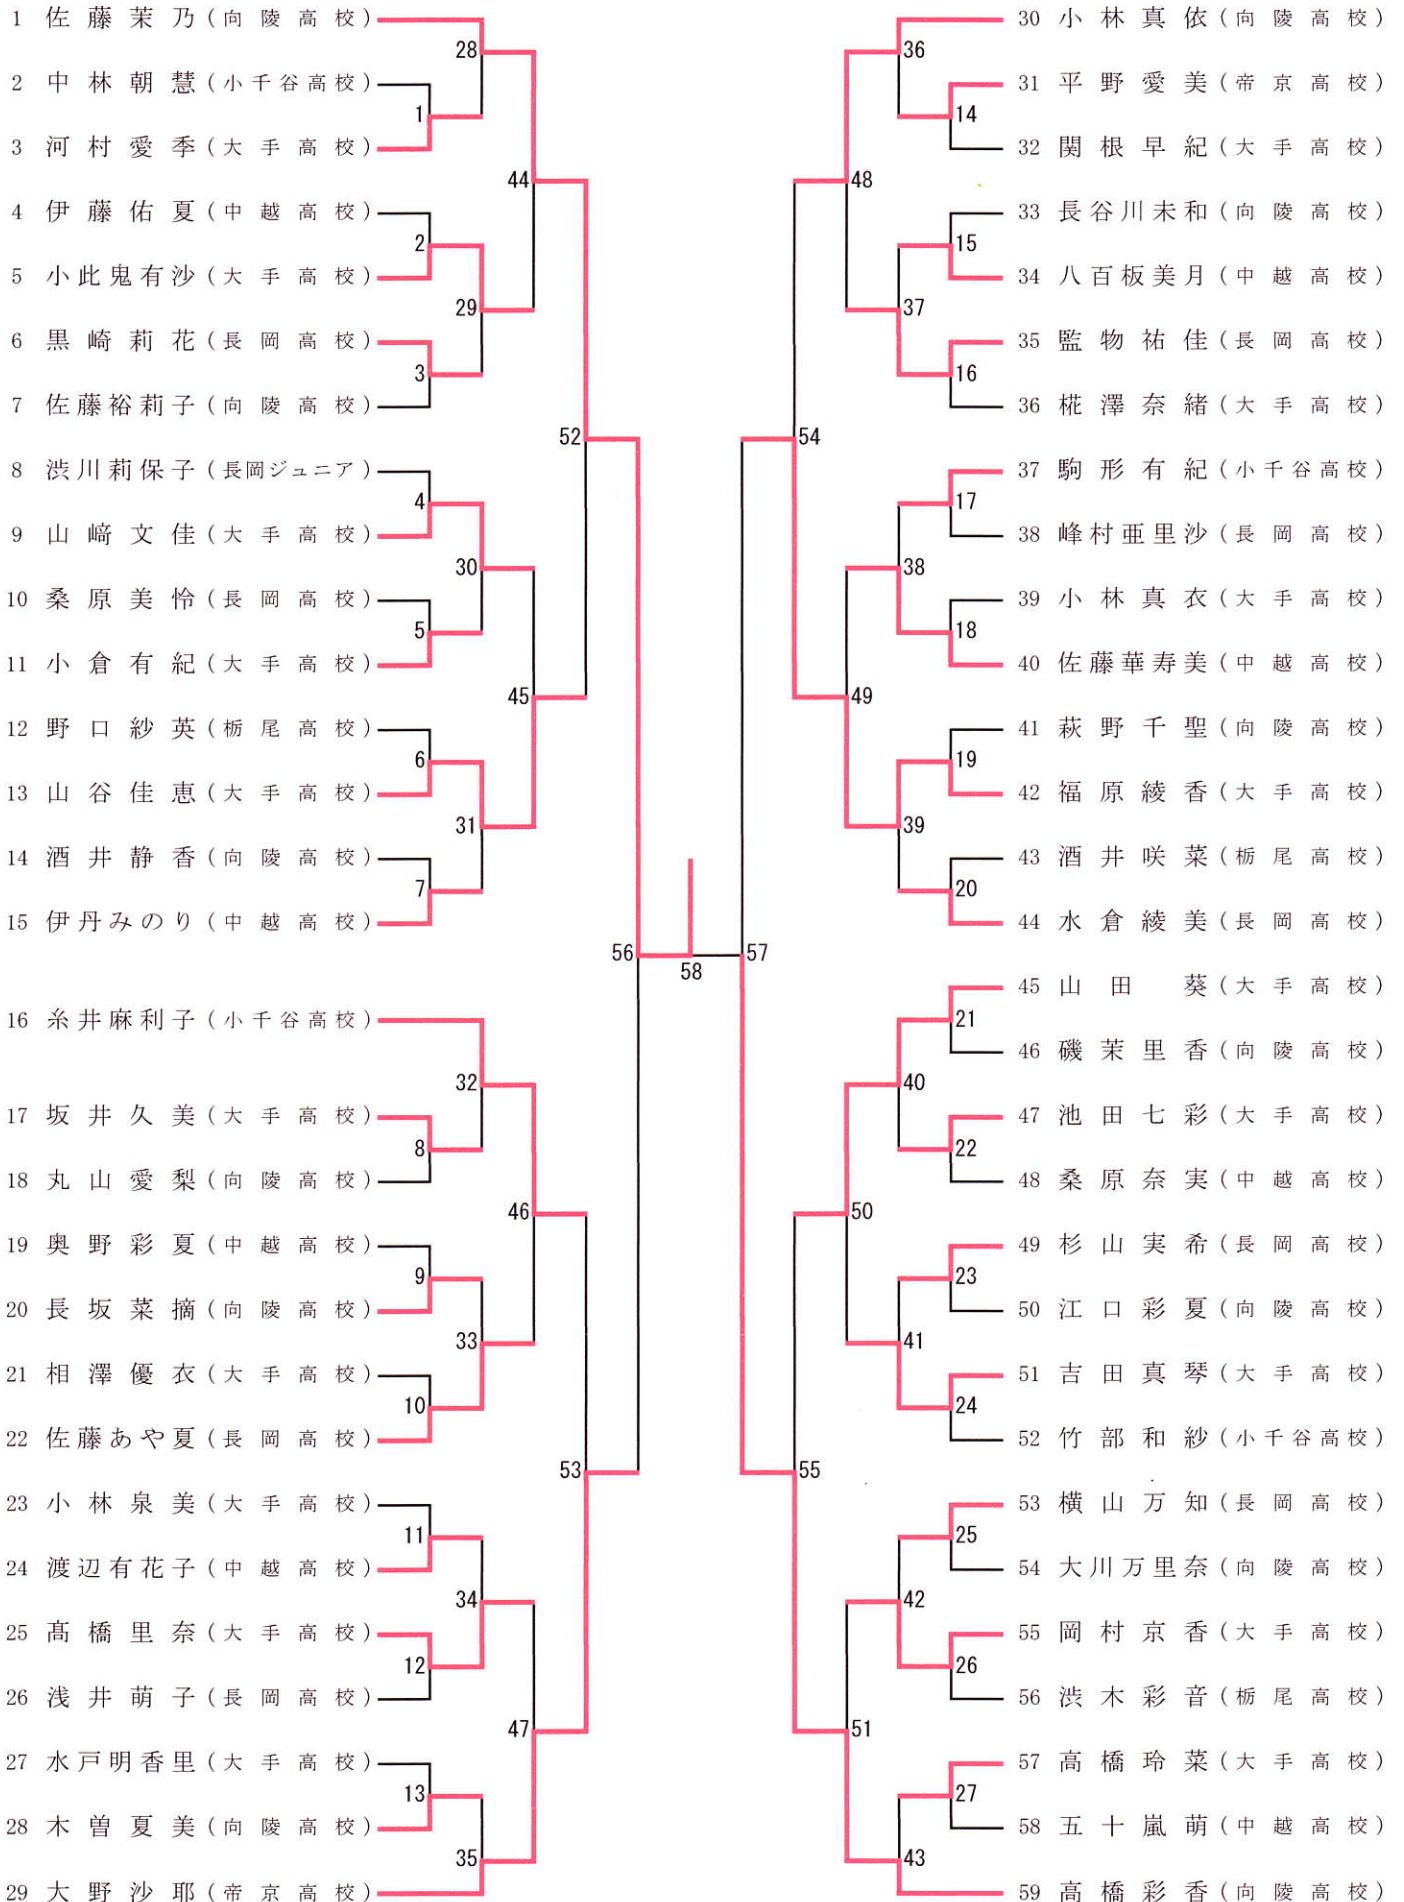 1 佐藤茉乃(向陵高校)
2 中林朝慧(小千谷高校)
3 河村愛季(大手高校)
4 伊藤佑夏(中越高校)
5 小此鬼有沙(大手高校)
6 黒崎莉花(長岡高校)
7 佐藤裕莉子(向陵高校)
8 渋川莉保子(長岡ジュニア)
9 山﨑文佳(大手高校)
10 桑原美怜(長岡高校)
11 小倉有紀(大手高校)
12 野口紗英(栃尾高校)
13 山谷佳恵(大手高校)
14 酒井静香(向陵高校)
15 伊丹みのり(中越高校)
16 糸井麻利子(小千谷高校)
17 坂井久美(大手高校)
18 丸山愛梨(向陵高校)
19 奥野彩夏(中越高校)
20 長坂菜摘(向陵高校)
21 相澤優衣(大手高校)
22 佐藤あや夏(長岡高校)
23 小林泉美(大手高校)
24 渡辺有花子(中越高校)
25 髙橋里奈(大手高校)
26 浅井萌子(長岡高校)
27 水戸明香里(大手高校)
28 木曽夏美(向陵高校)
29 大野沙耶(帝京高校)
28
1
44
2
29
3
52
4
30
5
45
6
31
7
56
58
57
32
8
46
9
33
10
53
11
34
12
47
13
35
36
14
48
15
37
16
54
17
38
18
49
19
39
20
21
40
22
50
23
41
24
55
25
42
26
51
27
43
30 小林真依(向陵高校)
31 平野愛美(帝京高校)
32 関根早紀(大手高校)
33 長谷川未和(向陵高校)
34 八百板美月(中越高校)
35 監物祐佳(長岡高校)
36 椛澤奈緒(大手高校)
37 駒形有紀(小千谷高校)
38 峰村亜里沙(長岡高校)
39 小林真衣(大手高校)
40 佐藤華寿美(中越高校)
41 萩野千聖(向陵高校)
42 福原綾香(大手高校)
43 酒井咲菜(栃尾高校)
44 水倉綾美(長岡高校)
45 山田 葵(大手高校)
46 磯茉里香(向陵高校)
47 池田七彩(大手高校)
48 桑原奈実(中越高校)
49 杉山実希(長岡高校)
50 江口彩夏(向陵高校)
51 吉田真琴(大手高校)
52 竹部和紗(小千谷高校)
53 横山万知(長岡高校)
54 大川万里奈(向陵高校)
55 岡村京香(大手高校)
56 渋木彩音(栃尾高校)
57 高橋玲菜(大手高校)
58 五十嵐萌(中越高校)
59 高橋彩香(向陵高校)